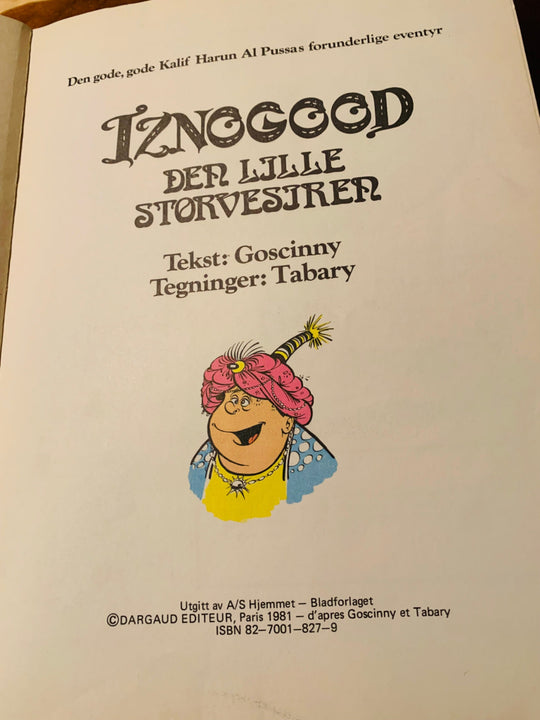 Den gode, gode Kalif Harun Al Pussas forunderlige eventyr
IZNOGOOD
DEN LILLE
STORVESIREN
Tekst: Goscinny
Tegninger: Tabary
Utgitt av A/S Hjemmet – Bladforlaget
©DARGAUD EDITEUR, Paris 1981 – d'apres Goscinny et Tabary
ISBN 82–7001–827–9